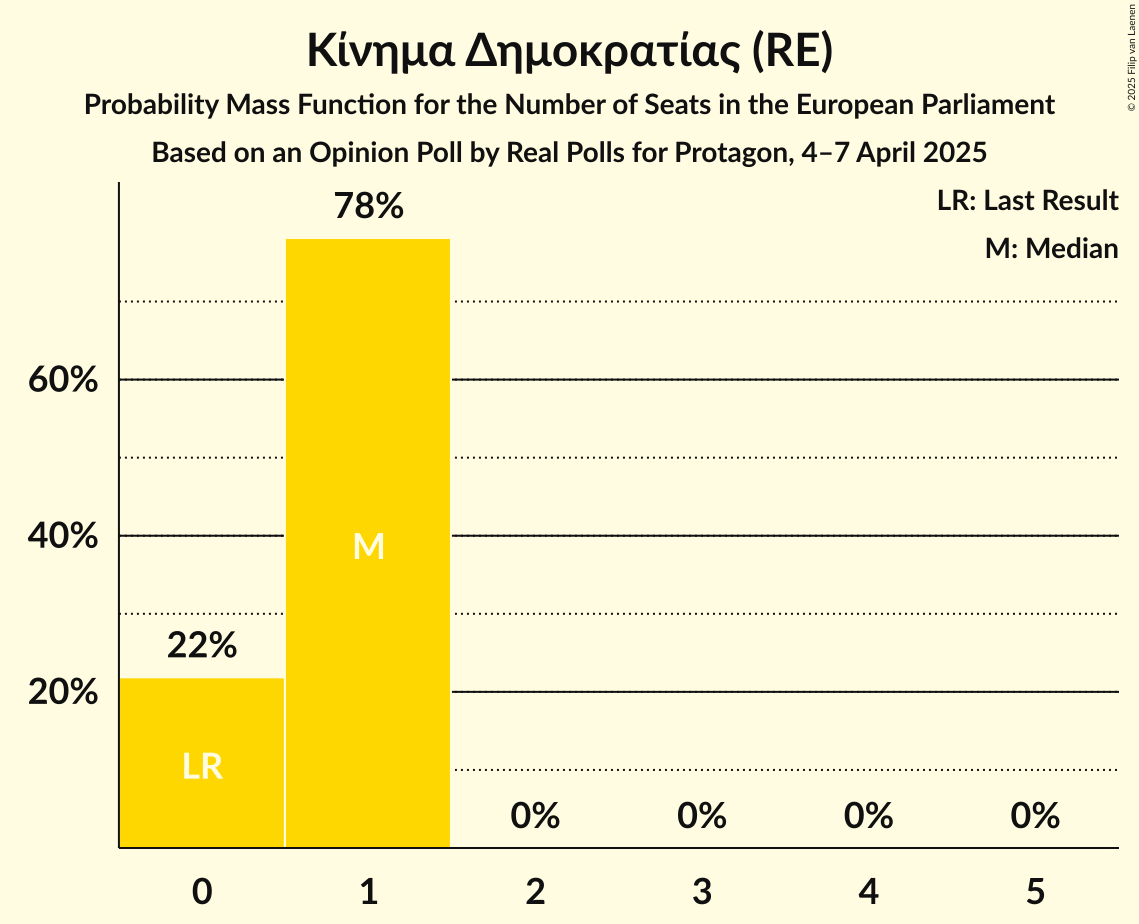 Κίνημα Δημοκρατίας (RE)
Probability Mass Function for the Number of Seats in the European Parliament
Based on an Opinion Poll by Real Polls for Protagon, 4–7 April 2025
© 2025 Filip van Laenen
LR: Last Result
M: Median
78%
60%
40%
M
22%
20%
LR
0%
0%
0%
0%
0
1
2
3
4
5